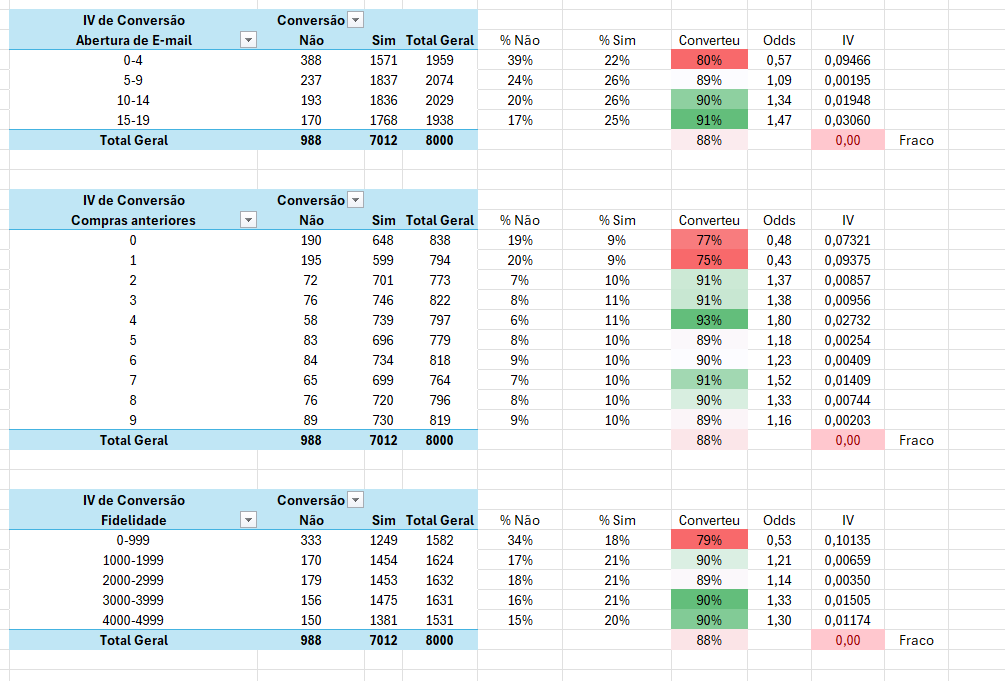 IV de Conversão Conversão
Abertura de E-mail Não Sim Total Geral % Não % Sim Converteu Odds IV
0-4 388 1571 1959 39% 22% 80% 0,57 0,09466
5-9 237 1837 2074 24% 26% 89% 1,09 0,00195
10-14 193 1836 2029 20% 26% 90% 1,34 0,01948
15-19 170 1768 1938 17% 25% 91% 1,47 0,03060
Total Geral 988 7012 8000 88% 0,00 Fraco
IV de Conversão Conversão
Compras anteriores Não Sim Total Geral % Não % Sim Converteu Odds IV
0 190 648 838 19% 9% 77% 0,48 0,07321
1 195 599 794 20% 9% 75% 0,43 0,09375
2 72 701 773 7% 10% 91% 1,37 0,00857
3 76 746 822 8% 11% 91% 1,38 0,00956
4 58 739 797 6% 11% 93% 1,80 0,02732
5 83 696 779 8% 10% 89% 1,18 0,00254
6 84 734 818 9% 10% 90% 1,23 0,00409
7 65 699 764 7% 10% 91% 1,52 0,01409
8 76 720 796 8% 10% 90% 1,33 0,00744
9 89 730 819 9% 10% 89% 1,16 0,00203
Total Geral 988 7012 8000 88% 0,00 Fraco
IV de Conversão Conversão
Fidelidade Não Sim Total Geral % Não % Sim Converteu Odds IV
0-999 333 1249 1582 34% 18% 79% 0,53 0,10135
1000-1999 170 1454 1624 17% 21% 90% 1,21 0,00659
2000-2999 179 1453 1632 18% 21% 89% 1,14 0,00350
3000-3999 156 1475 1631 16% 21% 90% 1,33 0,01505
4000-4999 150 1381 1531 15% 20% 90% 1,30 0,01174
Total Geral 988 7012 8000 88% 0,00 Fraco